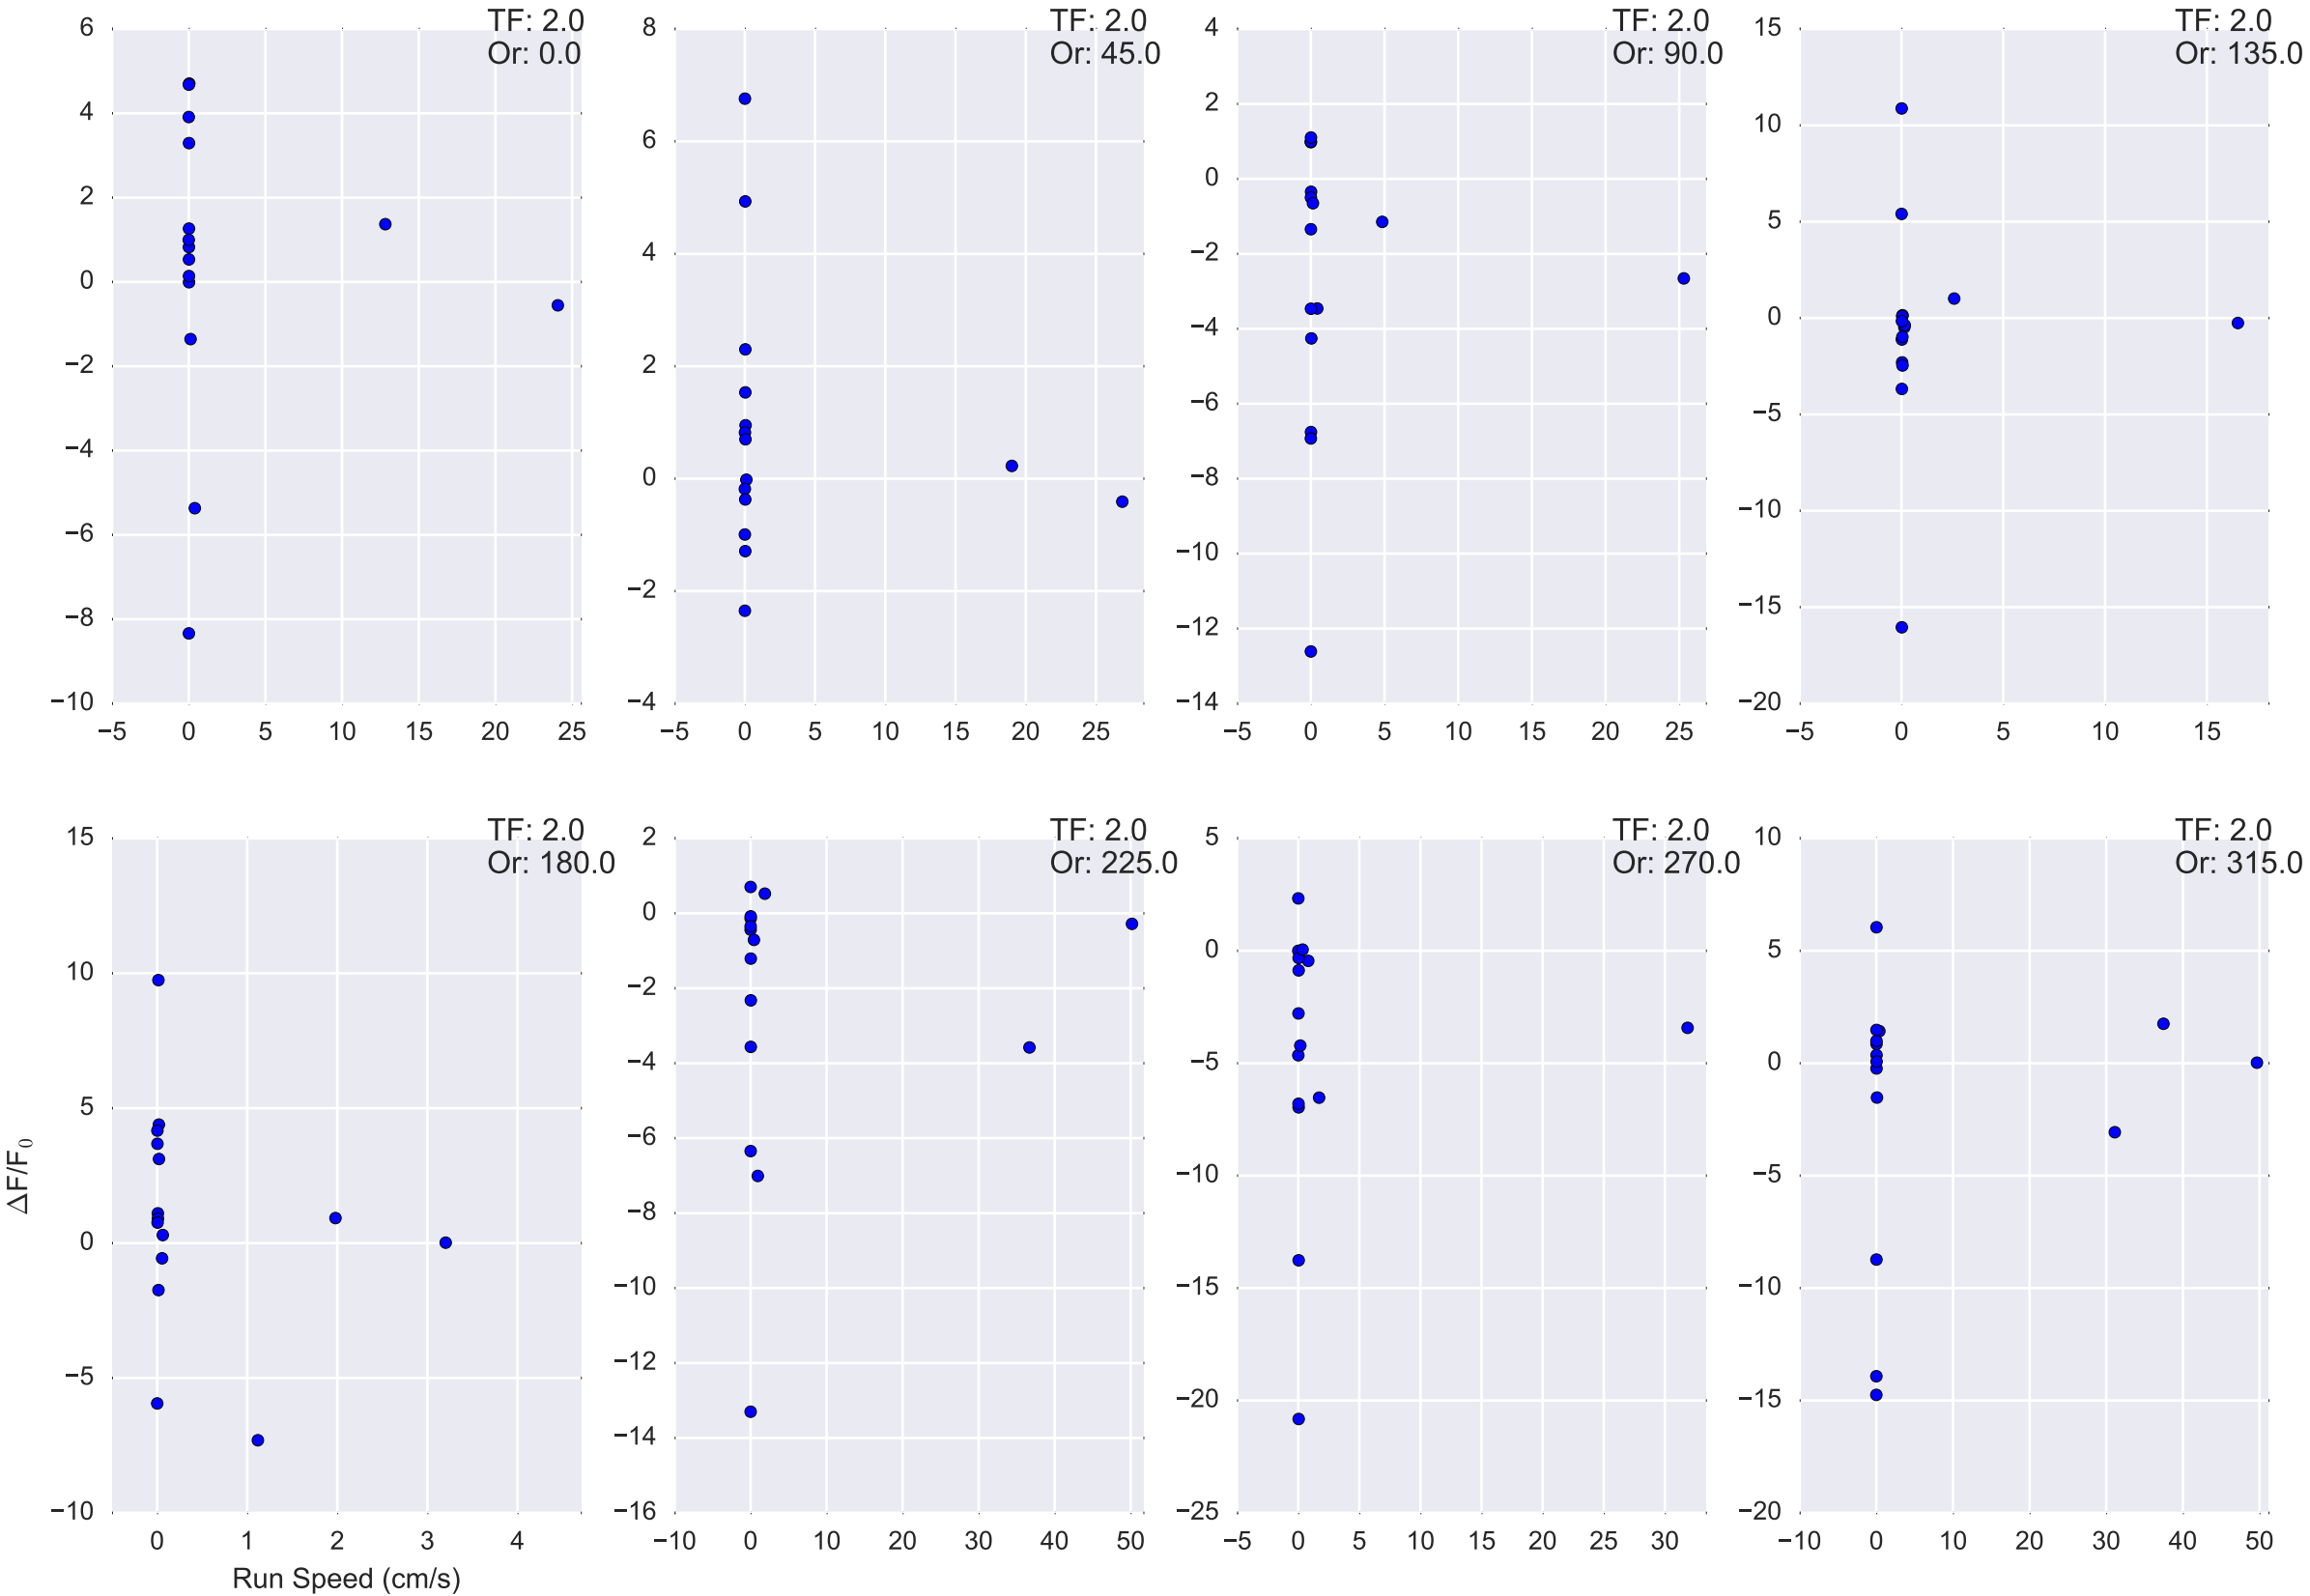 TF: 2.0
Or: 0.0
6
4
2
0
−2
−4
−6
−8
−10
−5 0 5 10 15 20 25
TF: 2.0
Or: 45.0
8
6
4
2
0
−2
−4
−5 0 5 10 15 20 25
TF: 2.0
Or: 90.0
4
2
0
−2
−4
−6
−8
−10
−12
−14
−5 0 5 10 15 20 25
TF: 2.0
Or: 135.0
15
10
5
0
−5
−10
−15
−20
−5 0 5 10 15
TF: 2.0
Or: 180.0
15
10
5
0
−5
−10
0 1 2 3 4
Run Speed (cm/s)
ΔF/F₀
TF: 2.0
Or: 225.0
2
0
−2
−4
−6
−8
−10
−12
−14
−16
−10 0 10 20 30 40 50
TF: 2.0
Or: 270.0
5
0
−5
−10
−15
−20
−25
−5 0 5 10 15 20 25 30
TF: 2.0
Or: 315.0
10
5
0
−5
−10
−15
−20
−10 0 10 20 30 40 50